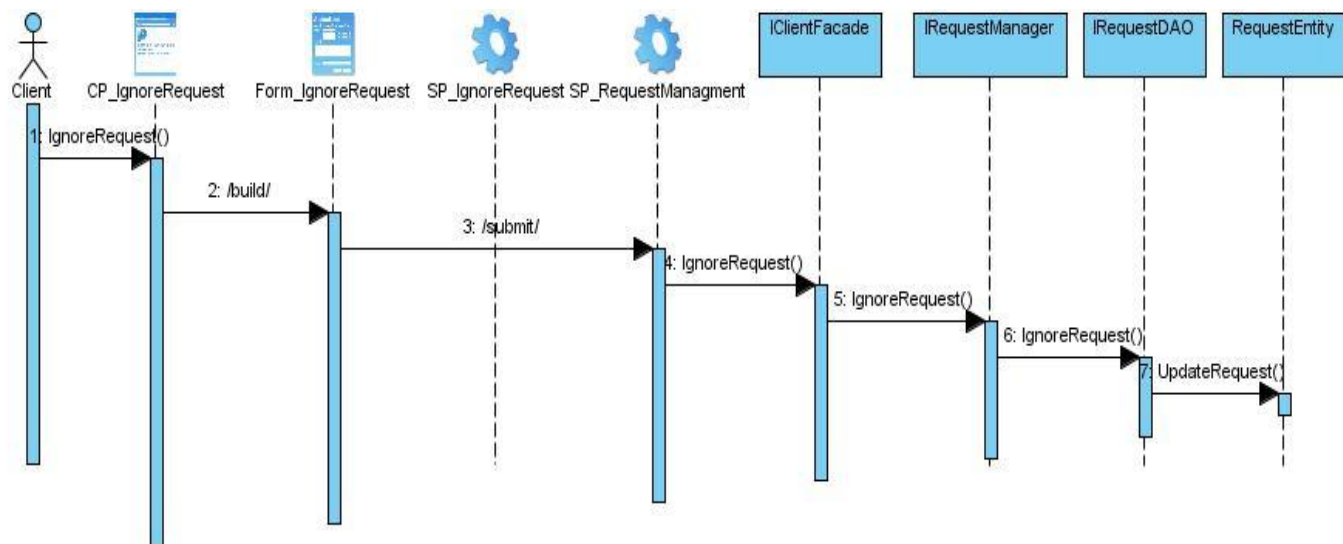 IClientFacade
IRequestManager
IRequestDAO
RequestEntity
Client
CP_IgnoreRequest
Form_IgnoreRequest
SP_IgnoreRequest
SP_RequestManagment
1: IgnoreRequest()
2: /build/
3: /submit/
4: IgnoreRequest()
5: IgnoreRequest()
6: IgnoreRequest()
7: UpdateRequest()